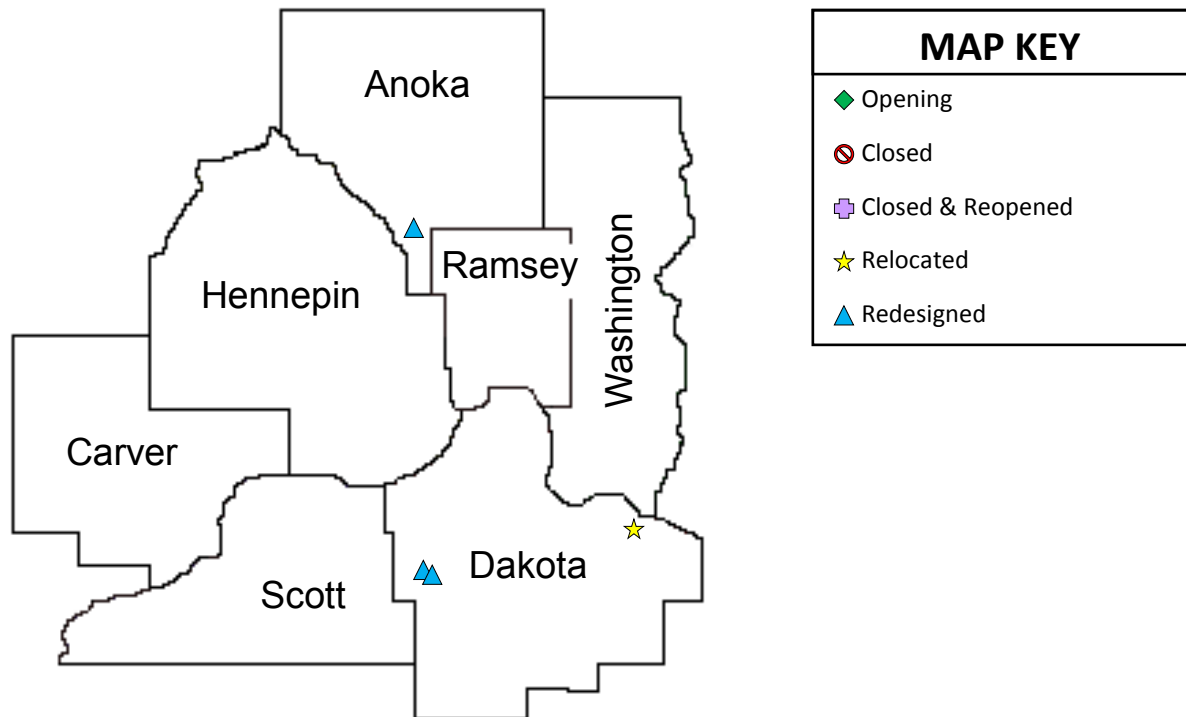 Anoka
Ramsey
Hennepin
Washington
Carver
Dakota
Scott
MAP KEY
Opening
Closed
Closed & Reopened
Relocated
Redesigned